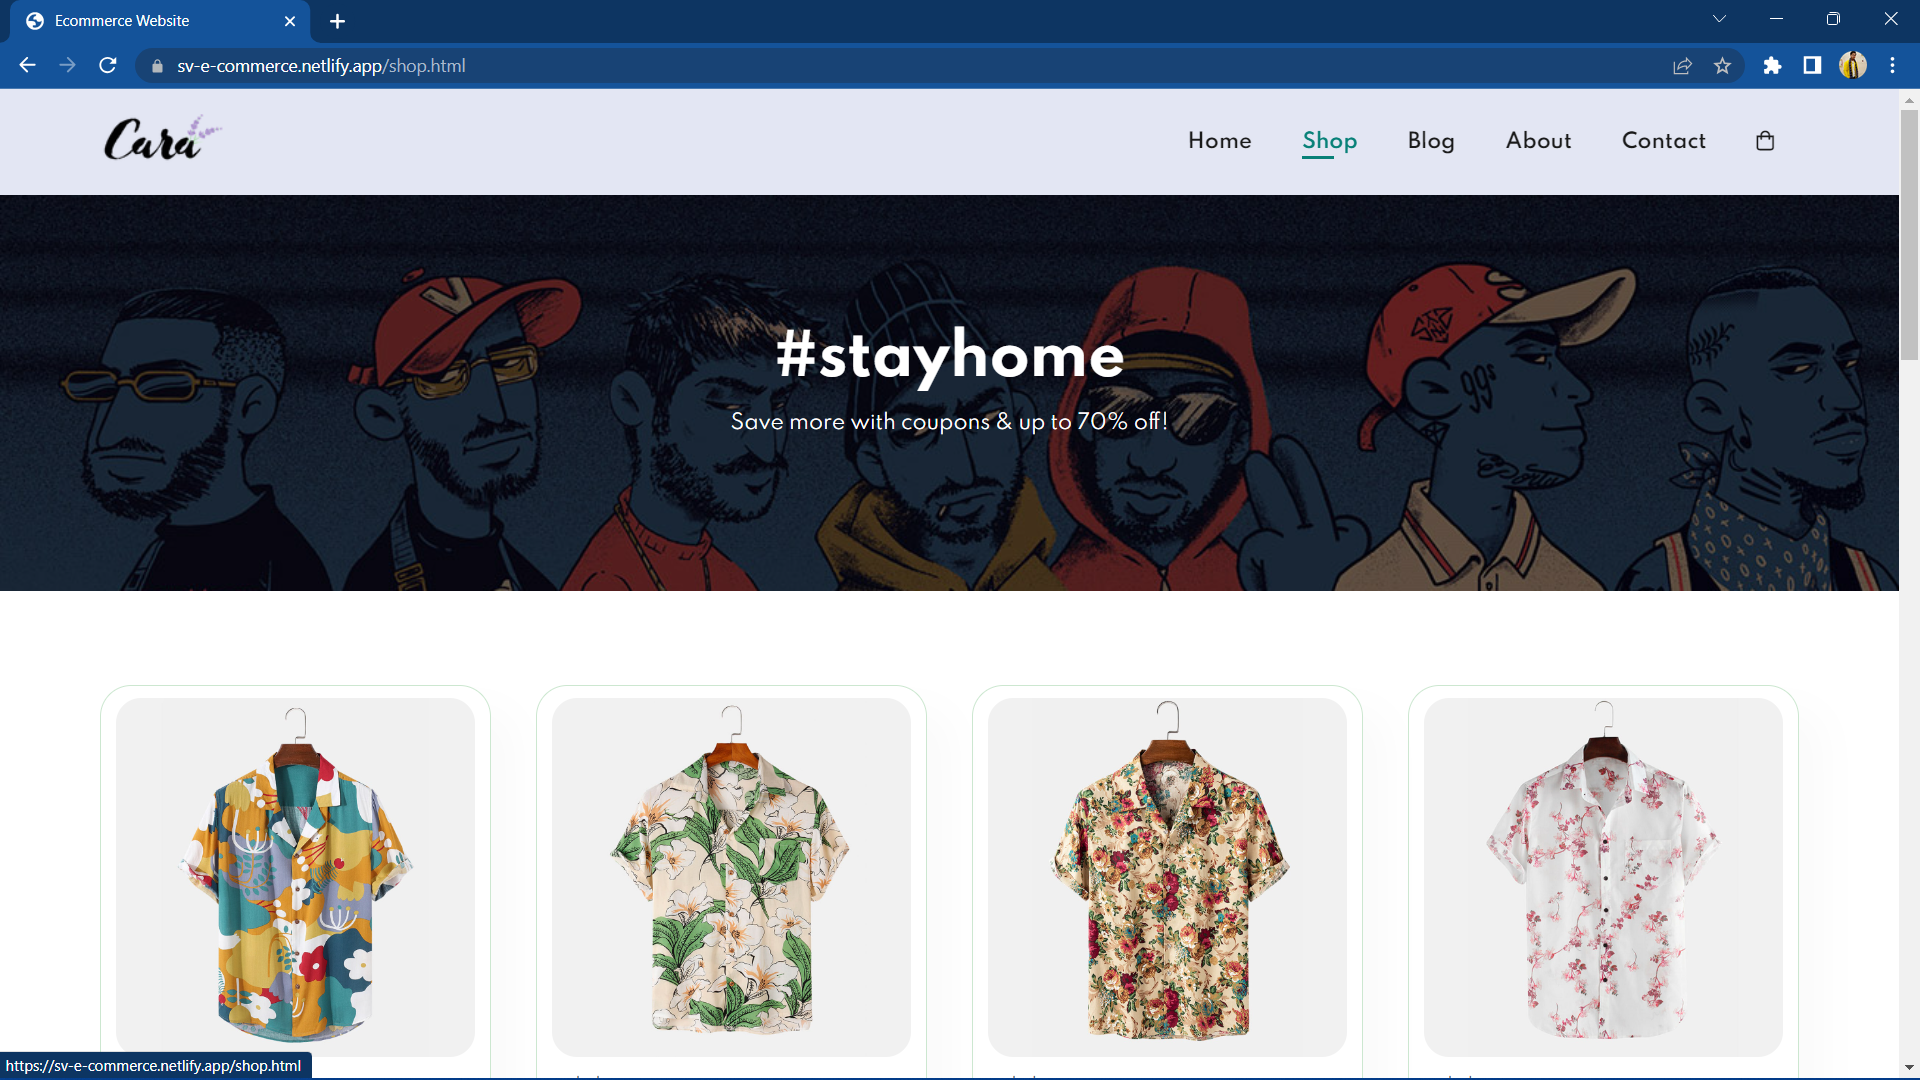 Ecommerce Website
sv-e-commerce.netlify.app/shop.html
Cara
Home
Shop
Blog
About
Contact
V
99s
#stayhome
Save more with coupons & up to 70% off!
https://sv-e-commerce.netlify.app/shop.html